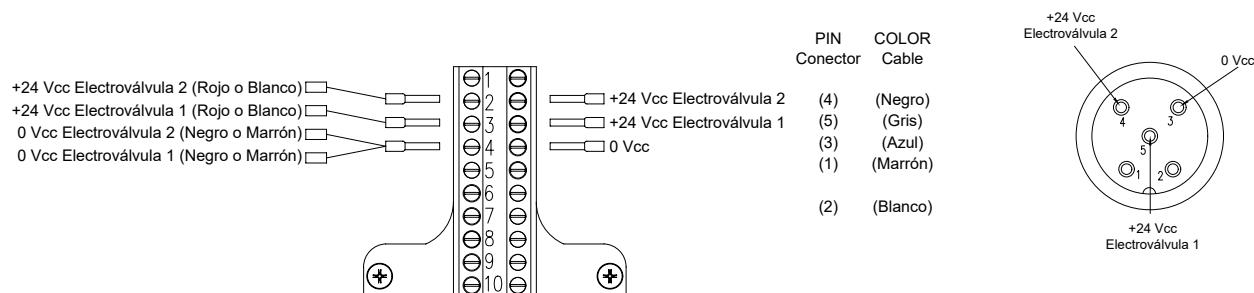 +24 Vcc Electroválvula 2 (Rojo o Blanco)
+24 Vcc Electroválvula 1 (Rojo o Blanco)
0 Vcc Electroválvula 2 (Negro o Marrón)
0 Vcc Electroválvula 1 (Negro o Marrón)
1
2
3
4
5
6
7
8
9
10
+24 Vcc Electroválvula 2
+24 Vcc Electroválvula 1
0 Vcc
PIN COLOR
Conector Cable
(4) (Negro)
(5) (Gris)
(3) (Azul)
(1) (Marrón)
(2) (Blanco)
+24 Vcc
Electroválvula 2
0 Vcc
4 3
5
1 2
+24 Vcc
Electroválvula 1